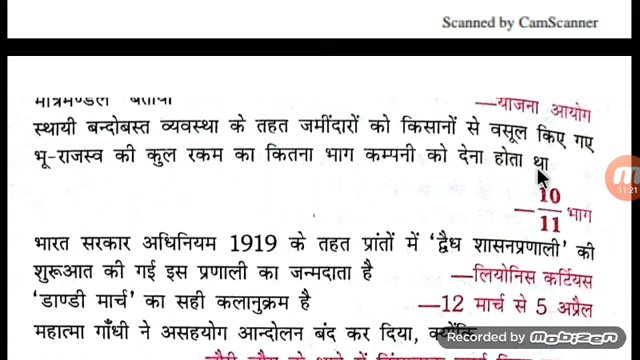 Scanned by CamScanner
—योजना आयोग
स्थायी बन्दोबस्त व्यवस्था के तहत जमींदारों को किसानों से वसूल किए गए
भू-राजस्व की कुल रकम का कितना भाग कम्पनी को देना होता था
—10/11 भाग
भारत सरकार अधिनियम 1919 के तहत प्रांतों में ‘द्वैध शासनप्रणाली’ की
शुरूआत की गई इस प्रणाली का जन्मदाता है —लियोनिस कर्टियस
‘डाण्डी मार्च’ का सही कलानुक्रम है —12 मार्च से 5 अप्रैल
महात्मा गाँधी ने असहयोग आन्दोलन बंद कर दिया, क्योंकि
11:21
RECORDED BY mobizen